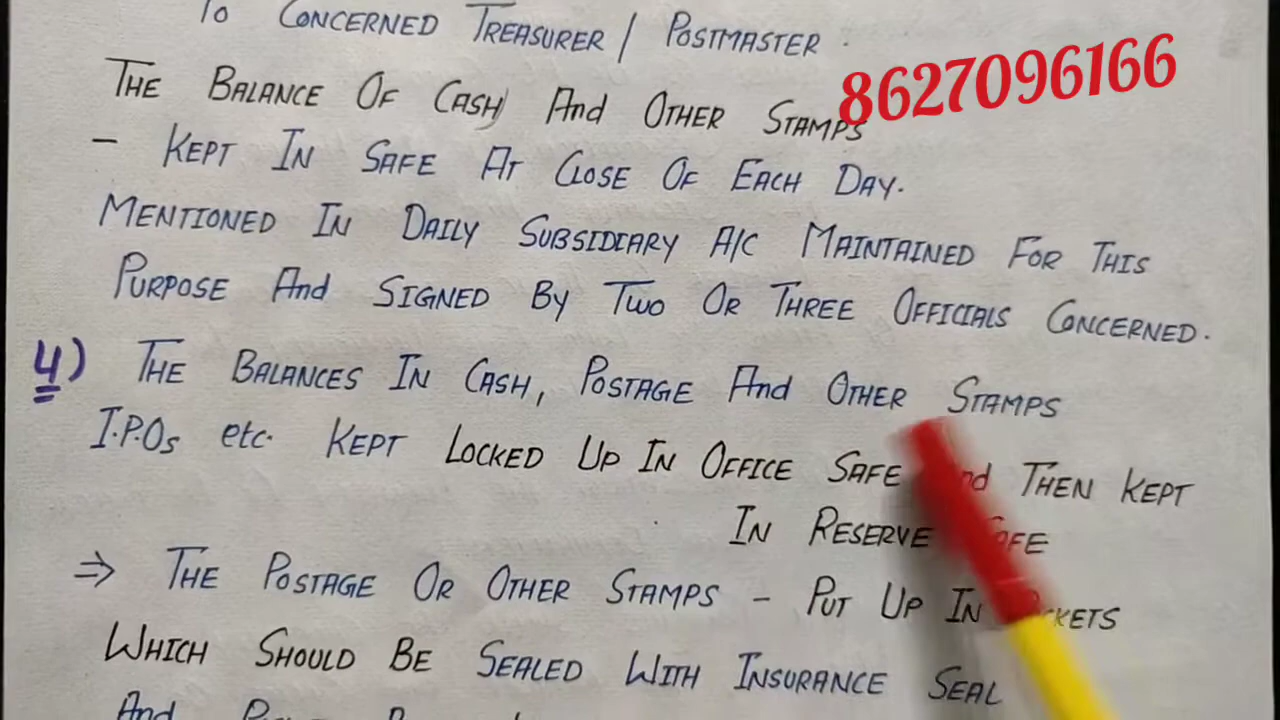 To Concerned Treasurer / Postmaster.
8627096166
The Balance Of Cash And Other Stamps
- Kept In Safe At Close Of Each Day.
Mentioned In Daily Subsidiary A/c Maintained For This
Purpose And Signed By Two Or Three Officials Concerned.
4) The Balances In Cash, Postage And Other Stamps
I.P.Os etc. Kept Locked Up In Office Safe And Then Kept
In Reserve Safe
⇒ The Postage Or Other Stamps - Put Up In
Which Should Be Sealed With Insurance Seal
And